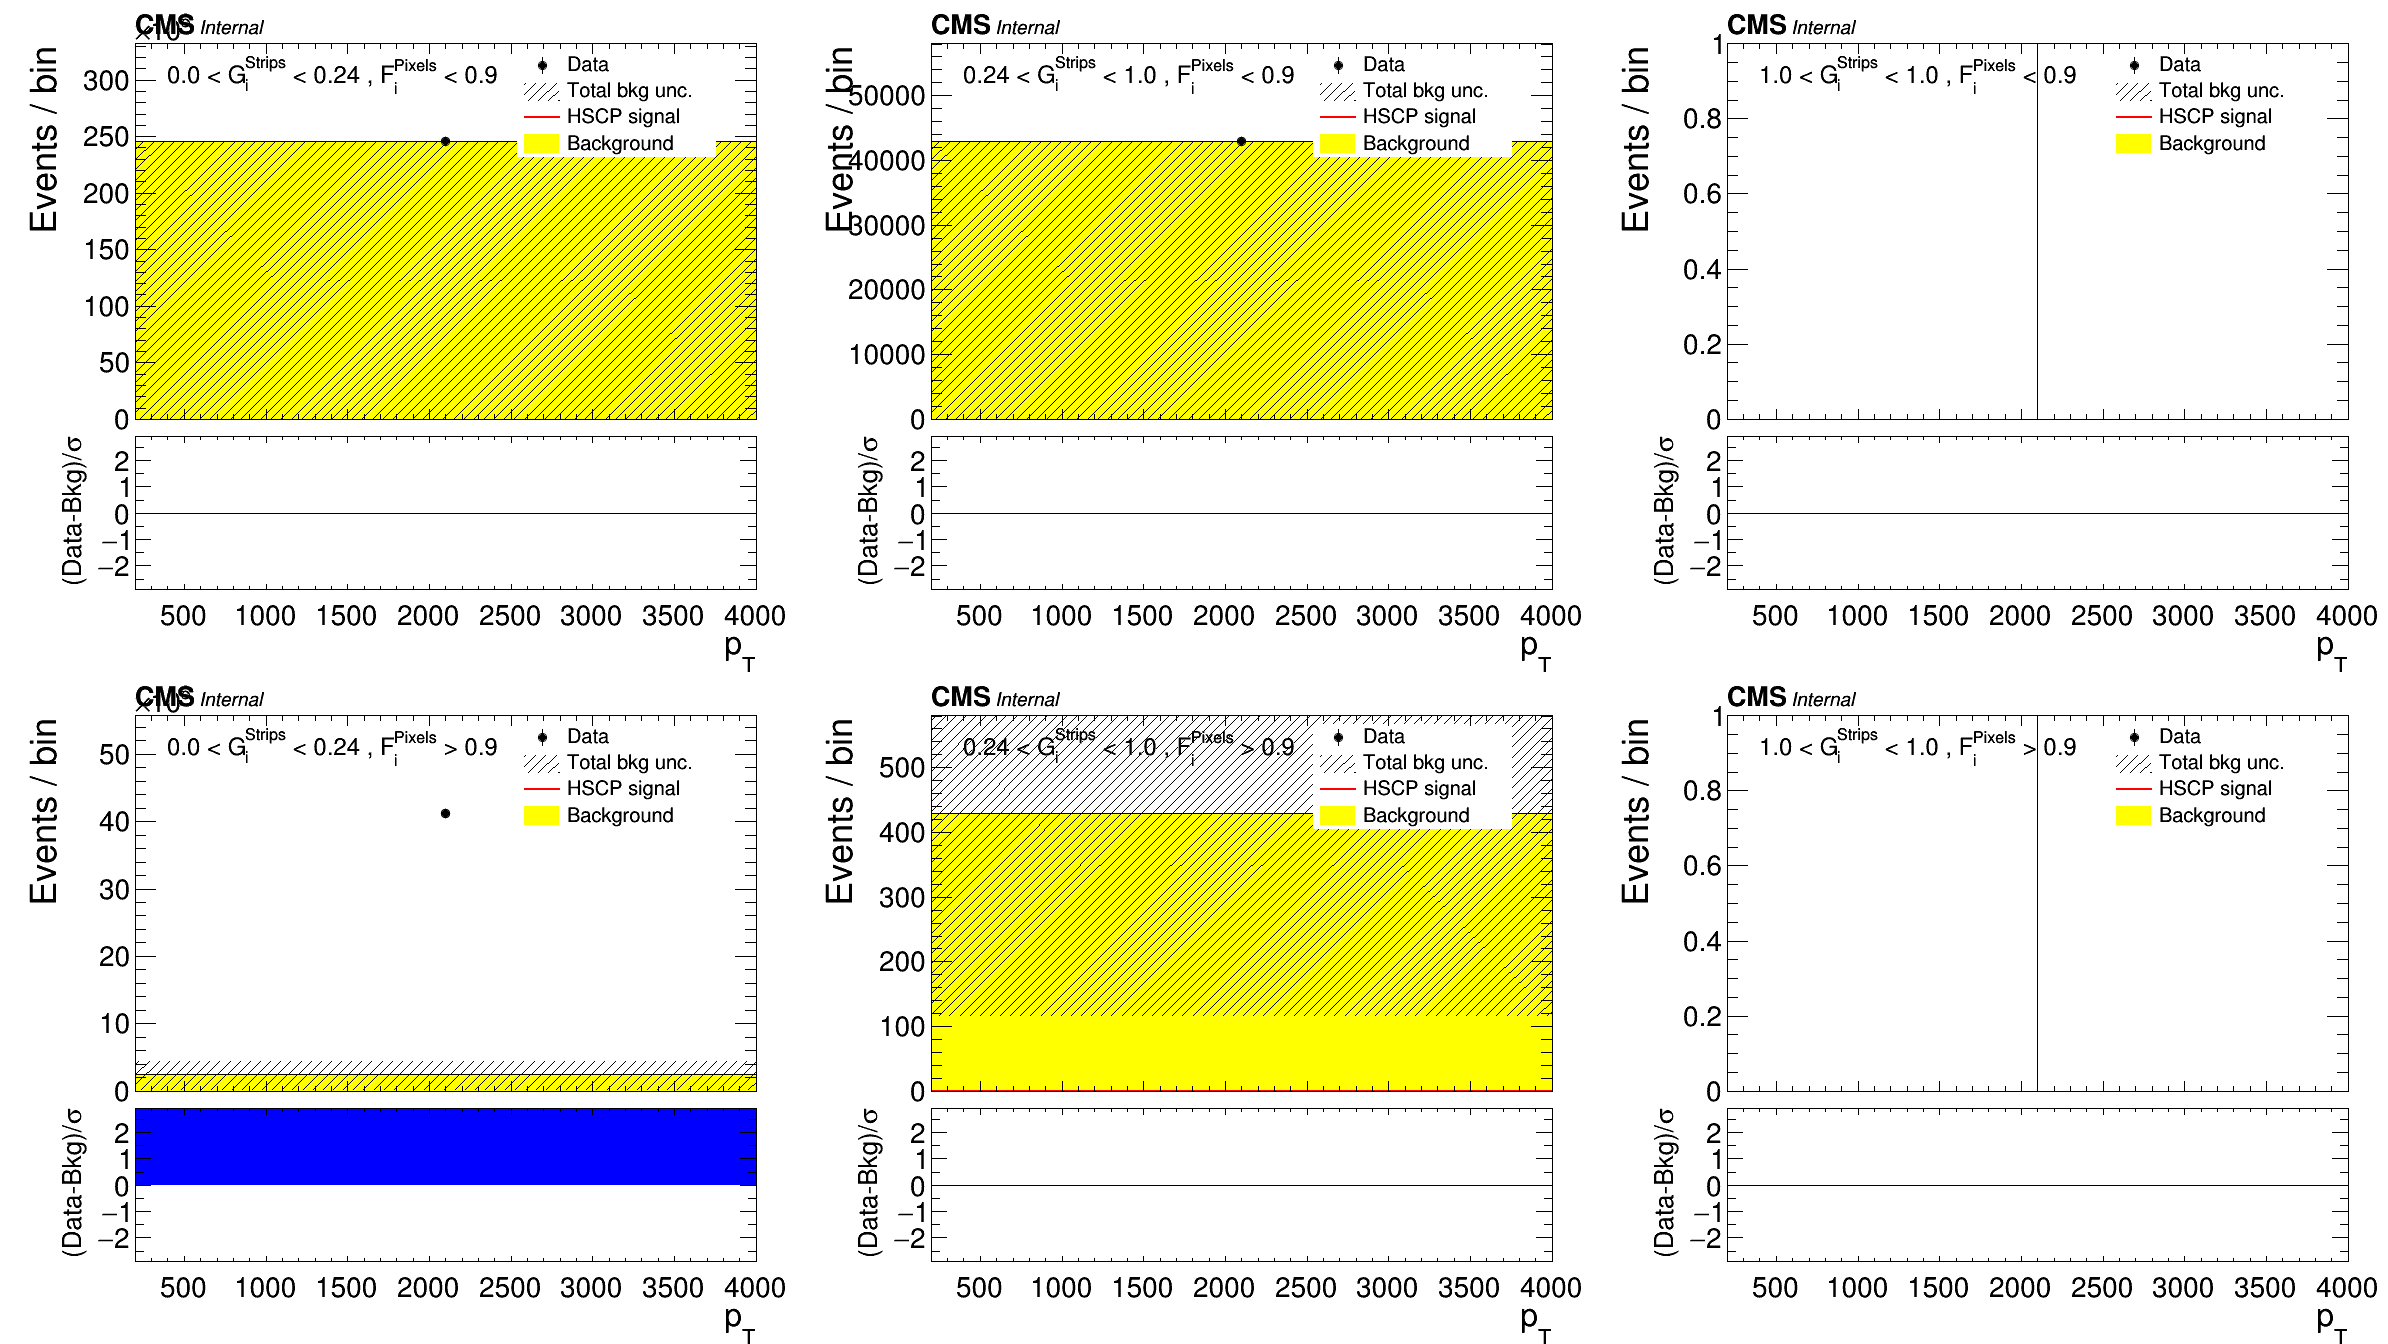 CMS Internal
Events / bin
0.0 < G_i^Strips < 0.24 , F_i^Pixels < 0.9
Data
Total bkg unc.
HSCP signal
Background
300
250
200
150
100
50
0
(Data-Bkg)/σ
2
1
0
−1
−2
500 1000 1500 2000 2500 3000 3500 4000
p_T
CMS Internal
Events / bin
0.24 < G_i^Strips < 1.0 , F_i^Pixels < 0.9
Data
Total bkg unc.
HSCP signal
Background
50000
40000
30000
20000
10000
0
(Data-Bkg)/σ
2
1
0
−1
−2
500 1000 1500 2000 2500 3000 3500 4000
p_T
CMS Internal
Events / bin
1.0 < G_i^Strips < 1.0 , F_i^Pixels < 0.9
Data
Total bkg unc.
HSCP signal
Background
1
0.8
0.6
0.4
0.2
0
(Data-Bkg)/σ
2
1
0
−1
−2
500 1000 1500 2000 2500 3000 3500 4000
p_T
CMS Internal
Events / bin
0.0 < G_i^Strips < 0.24 , F_i^Pixels > 0.9
Data
Total bkg unc.
HSCP signal
Background
50
40
30
20
10
0
(Data-Bkg)/σ
2
1
0
−1
−2
500 1000 1500 2000 2500 3000 3500 4000
p_T
CMS Internal
Events / bin
0.24 < G_i^Strips < 1.0 , F_i^Pixels > 0.9
Data
Total bkg unc.
HSCP signal
Background
500
400
300
200
100
0
(Data-Bkg)/σ
2
1
0
−1
−2
500 1000 1500 2000 2500 3000 3500 4000
p_T
CMS Internal
Events / bin
1.0 < G_i^Strips < 1.0 , F_i^Pixels > 0.9
Data
Total bkg unc.
HSCP signal
Background
1
0.8
0.6
0.4
0.2
0
(Data-Bkg)/σ
2
1
0
−1
−2
500 1000 1500 2000 2500 3000 3500 4000
p_T